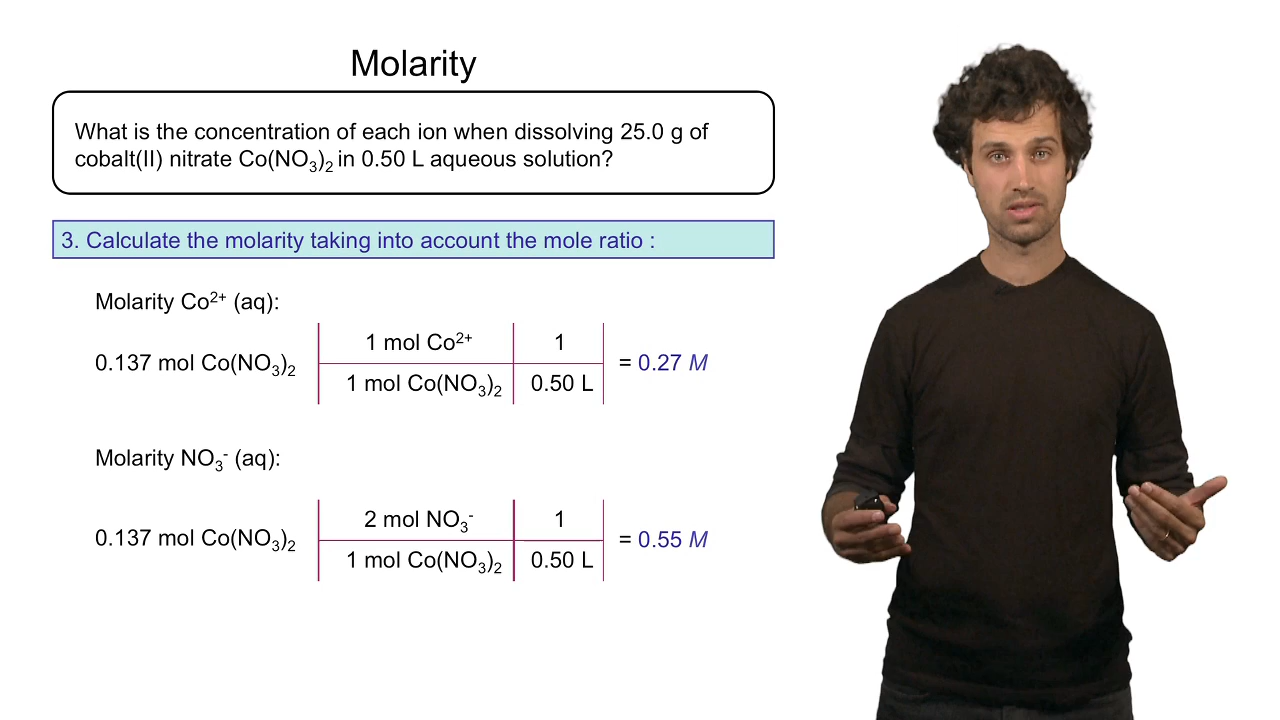 Molarity
What is the concentration of each ion when dissolving 25.0 g of
cobalt(II) nitrate Co(NO₃)₂ in 0.50 L aqueous solution?
3. Calculate the molarity taking into account the mole ratio :
Molarity Co²⁺ (aq):
1 mol Co²⁺ 1
0.137 mol Co(NO₃)₂ = 0.27 M
1 mol Co(NO₃)₂ 0.50 L
Molarity NO₃⁻ (aq):
2 mol NO₃⁻ 1
0.137 mol Co(NO₃)₂ = 0.55 M
1 mol Co(NO₃)₂ 0.50 L